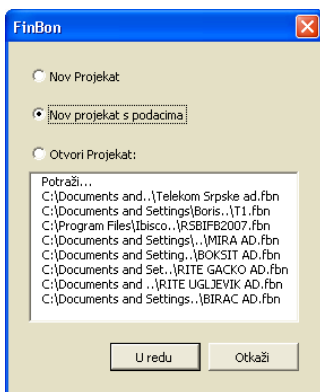 FinBon
Nov Projekat
Nov projekat s podacima
Otvori Projekat:
Potraži...
C:\Documents and..\Telekom Srpske ad.fbn
C:\Documents and Settings\Boris..\T1.fbn
C:\Program Files\Ibisco..\RSBIFB2007.fbn
C:\Documents and Settings\..\MIRA AD.fbn
C:\Documents and Setting..\BOKSIT AD.fbn
C:\Documents and Set..\RITE GACKO AD.fbn
C:\Documents and ..\RITE UGLJEVIK AD.fbn
C:\Documents and Settings..\BIRAC AD.fbn
U redu
Otkaži